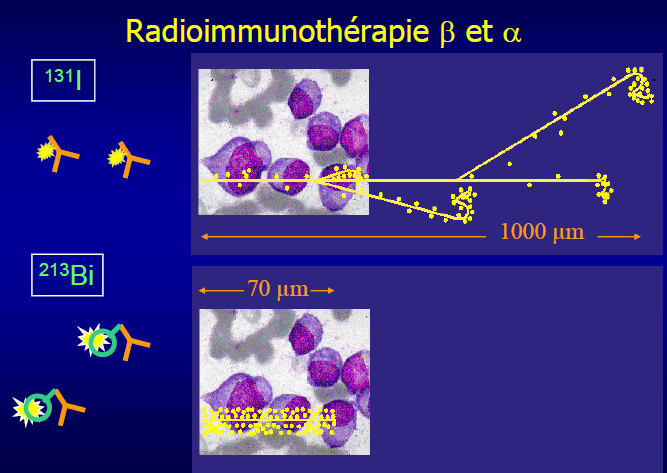 Radioimmunothérapie β et α
¹³¹I
1000 μm
²¹³Bi
70 μm